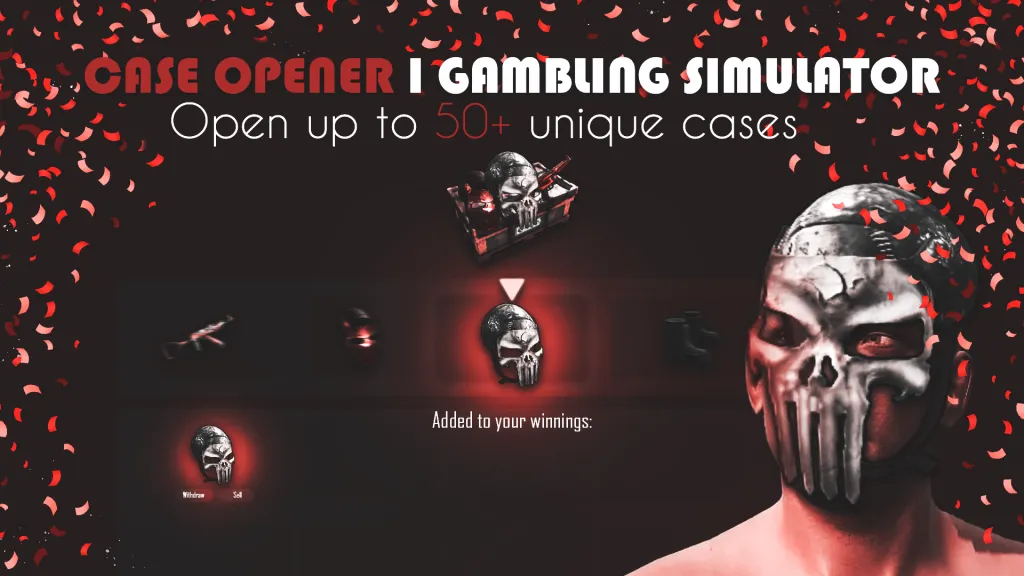 CASE OPENER I GAMBLING SIMULATOR
Open up to 50+ unique cases
Added to your winnings:
Withdraw Sell